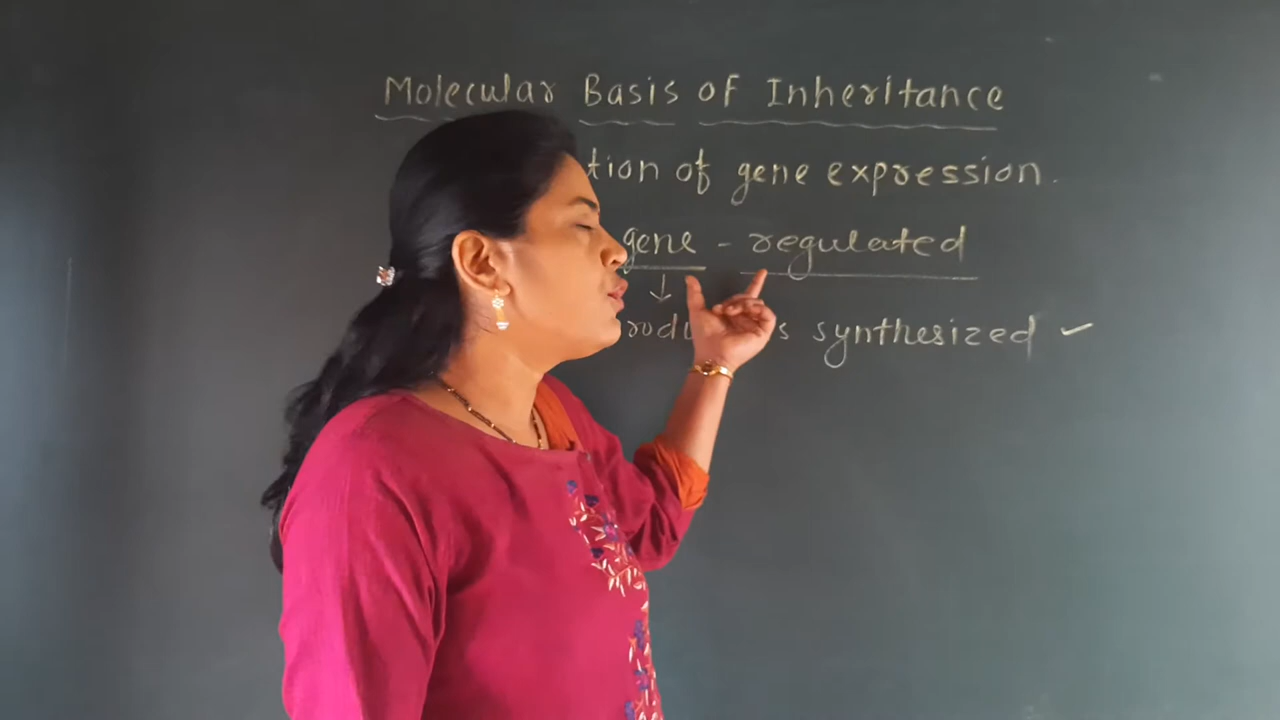 Molecular Basis of Inheritance
tion of gene expression.
gene - regulated
synthesized